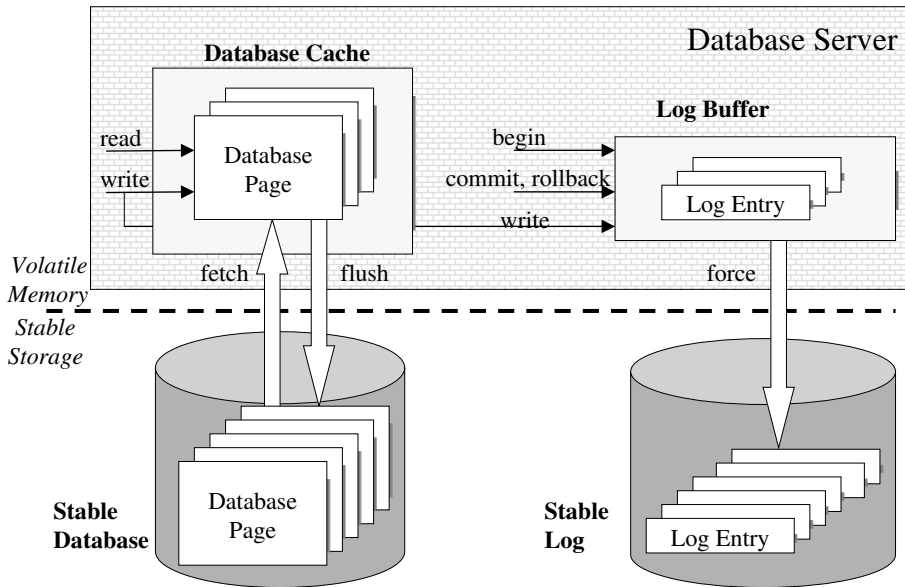 Database Server
Database Cache
Log Buffer
read
write
Database
Page
begin
commit, rollback
write
Log Entry
fetch
flush
force
Volatile
Memory
Stable
Storage
Database
Page
Stable
Database
Log Entry
Stable
Log